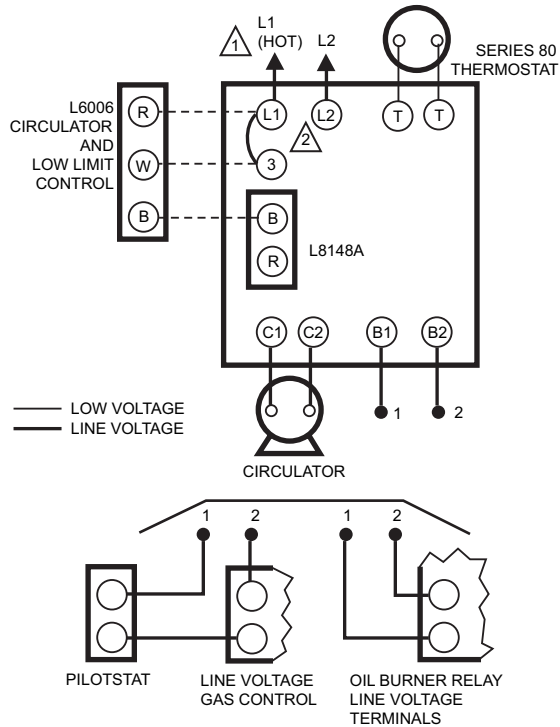 1
L1
(HOT)
L2
SERIES 80
THERMOSTAT
L6006
CIRCULATOR
AND
LOW LIMIT
CONTROL
R
L1
L2
T
T
2
W
3
B
B
L8148A
R
C1
C2
B1
B2
1
2
LOW VOLTAGE
LINE VOLTAGE
CIRCULATOR
1
2
1
2
PILOTSTAT
LINE VOLTAGE
GAS CONTROL
OIL BURNER RELAY
LINE VOLTAGE
TERMINALS